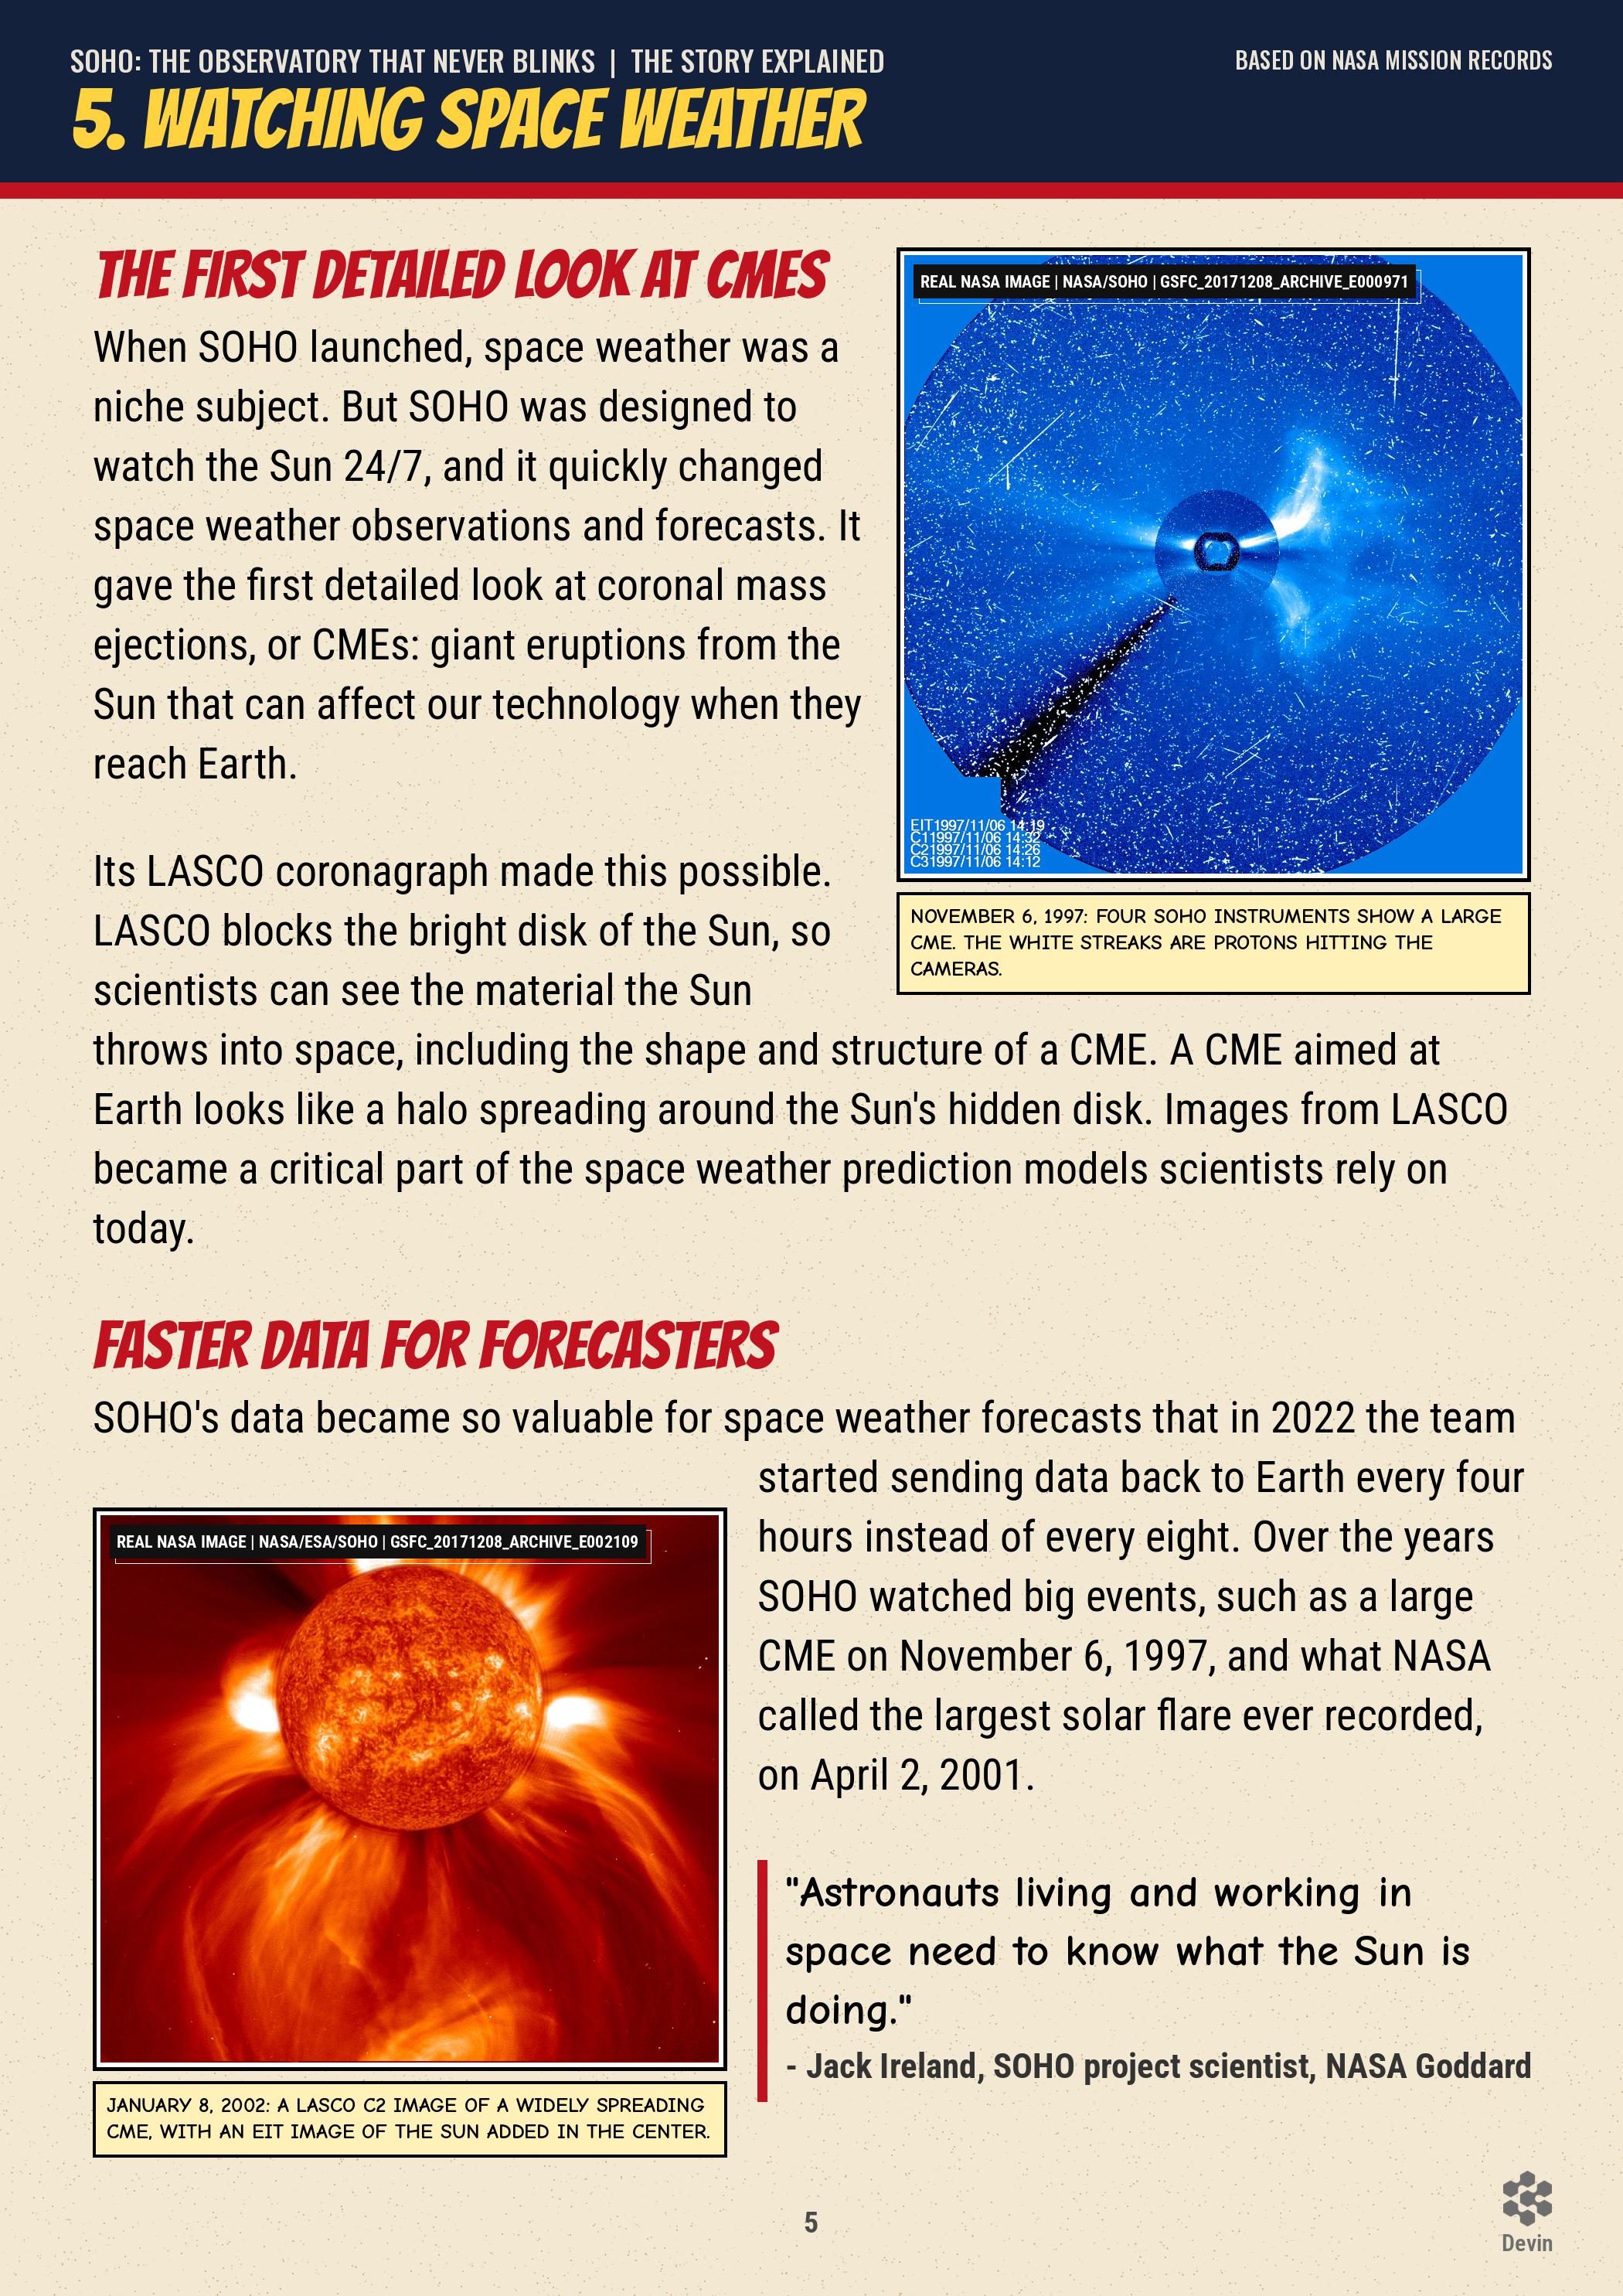 SOHO: THE OBSERVATORY THAT NEVER BLINKS | THE STORY EXPLAINED
BASED ON NASA MISSION RECORDS
5. WATCHING SPACE WEATHER
THE FIRST DETAILED LOOK AT CMES
When SOHO launched, space weather was a
niche subject. But SOHO was designed to
watch the Sun 24/7, and it quickly changed
space weather observations and forecasts. It
gave the first detailed look at coronal mass
ejections, or CMEs: giant eruptions from the
Sun that can affect our technology when they
reach Earth.
REAL NASA IMAGE | NASA/SOHO | GSFC_20171208_ARCHIVE_E000971
EIT1997/11/06 14:19
C11997/11/06 14:32
C21997/11/06 14:26
C31997/11/06 14:12
NOVEMBER 6, 1997: FOUR SOHO INSTRUMENTS SHOW A LARGE
CME. THE WHITE STREAKS ARE PROTONS HITTING THE
CAMERAS.
Its LASCO coronagraph made this possible.
LASCO blocks the bright disk of the Sun, so
scientists can see the material the Sun
throws into space, including the shape and structure of a CME. A CME aimed at
Earth looks like a halo spreading around the Sun's hidden disk. Images from LASCO
became a critical part of the space weather prediction models scientists rely on
today.
FASTER DATA FOR FORECASTERS
SOHO's data became so valuable for space weather forecasts that in 2022 the team
started sending data back to Earth every four
hours instead of every eight. Over the years
SOHO watched big events, such as a large
CME on November 6, 1997, and what NASA
called the largest solar flare ever recorded,
on April 2, 2001.
REAL NASA IMAGE | NASA/ESA/SOHO | GSFC_20171208_ARCHIVE_E002109
JANUARY 8, 2002: A LASCO C2 IMAGE OF A WIDELY SPREADING
CME, WITH AN EIT IMAGE OF THE SUN ADDED IN THE CENTER.
"Astronauts living and working in
space need to know what the Sun is
doing."
- Jack Ireland, SOHO project scientist, NASA Goddard
5
Devin